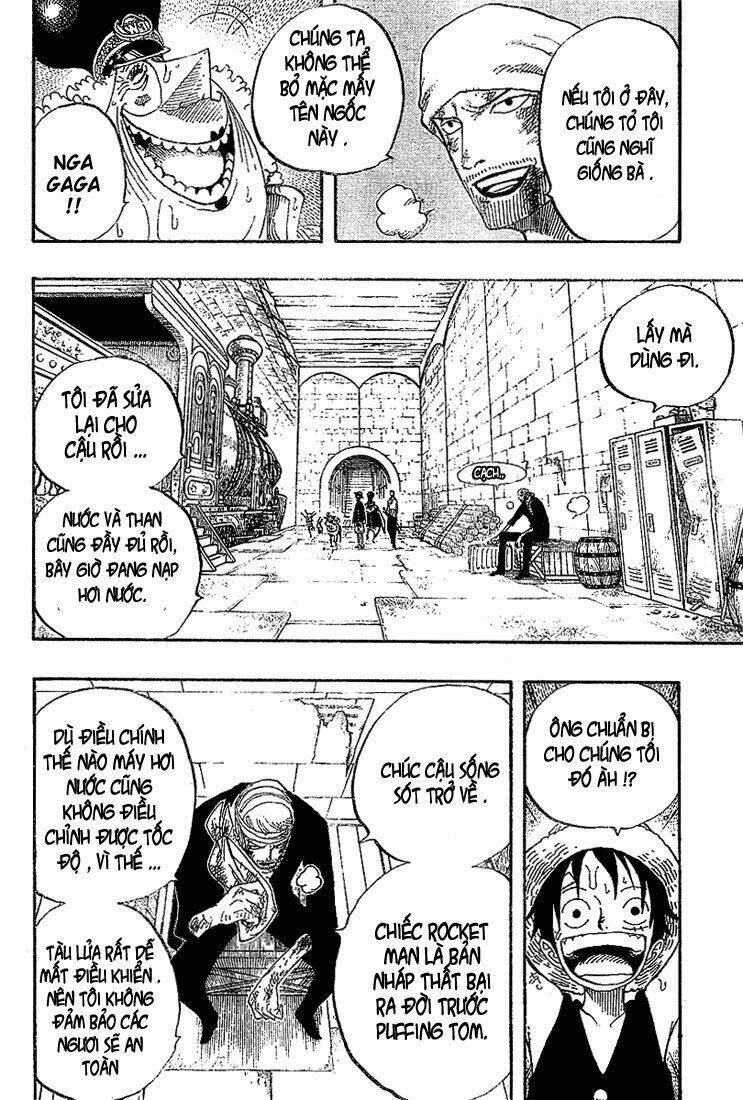 NẾU TÔI Ở ĐÂY,
CHÚNG TỎ TÔI
CŨNG NGHĨ
GIỐNG BÀ .
CHÚNG TA
KHÔNG THỂ
BỎ MẶC MẤY
TÊN NGỐC
NÀY .
NGA
GAGA
!!
LẤY MÀ
DÙNG ĐI.
CẠCH..
TÔI ĐÃ SỬA
LẠI CHO
CẬU RỒI ...
NƯỚC VÀ THAN
CŨNG ĐẦY ĐỦ RỒI,
BÂY GIỜ ĐANG NẠP
HƠI NƯỚC.
ÔNG CHUẨN BỊ
CHO CHÚNG TÔI
ĐÓ ÀH !?
CHÚC CẬU SỐNG
SÓT TRỞ VỀ .
CHIẾC ROCKET
MAN LÀ BẢN
NHÁP THẤT BẠI
RA ĐỜI TRƯỚC
PUFFING TOM.
DÙ ĐIỀU CHÍNH
THẾ NÀO MÁY HƠI
NƯỚC CŨNG
KHÔNG ĐIỀU
CHỈNH ĐƯỢC TỐC
ĐỘ , VÌ THẾ ...
TÀU LỬA RẤT DỄ
MẤT ĐIỀU KHIỂN .
NÊN TÔI KHÔNG
ĐẢM BẢO CÁC
NGƯƠI SẼ AN
TOÀN